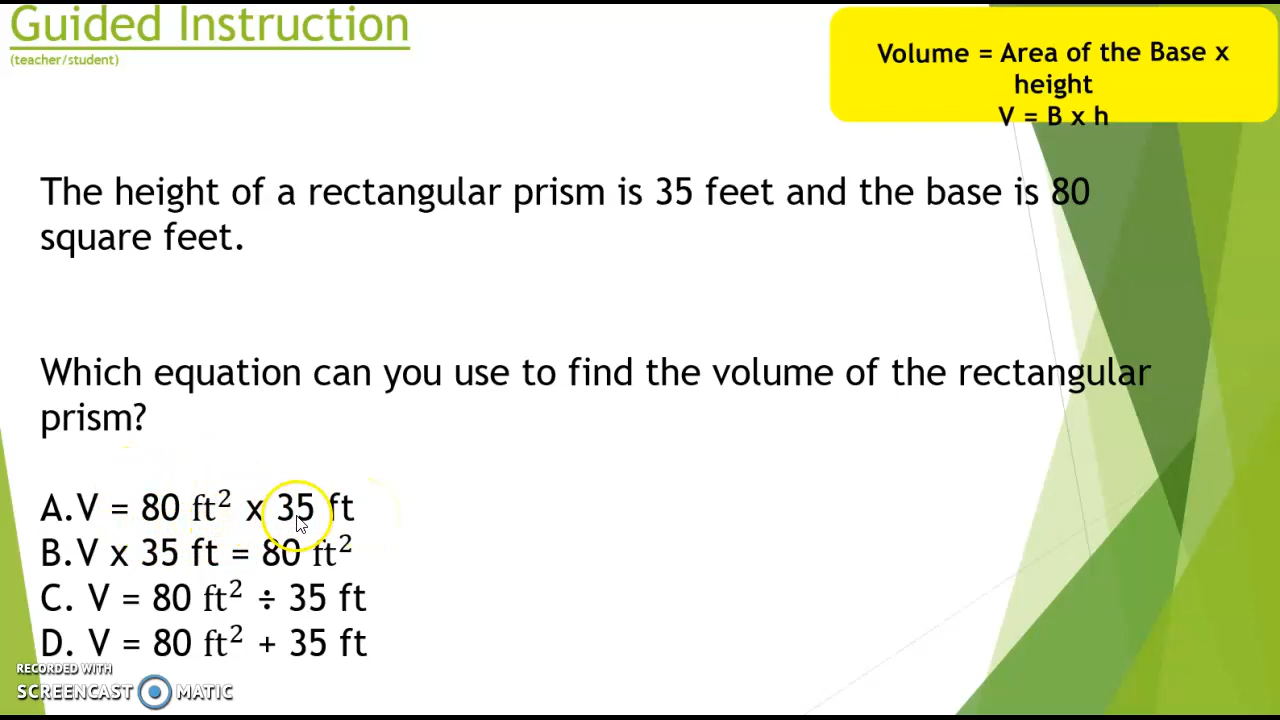 Guided Instruction
(teacher/student)
Volume = Area of the Base x
height
V = B x h
The height of a rectangular prism is 35 feet and the base is 80
square feet.
Which equation can you use to find the volume of the rectangular
prism?
A.V = 80 ft² x 35 ft
B.V x 35 ft = 80 ft²
C. V = 80 ft² ÷ 35 ft
D. V = 80 ft² + 35 ft
RECORDED WITH
SCREENCAST MATIC